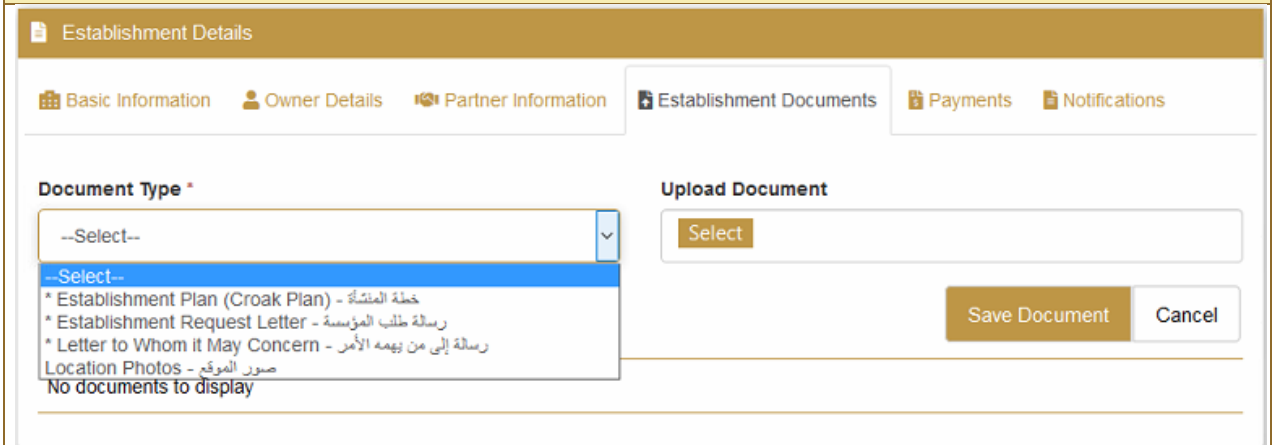 Establishment Details
Basic Information Owner Details Partner Information Establishment Documents Payments Notifications
Document Type * Upload Document
--Select-- Select
--Select--
* Establishment Plan (Croak Plan) - خطة المنشأة
* Establishment Request Letter - رسالة طلب المؤسسة
* Letter to Whom it May Concern - رسالة إلى من يهمه الأمر
Location Photos - صور الموقع
Save Document Cancel
No documents to display